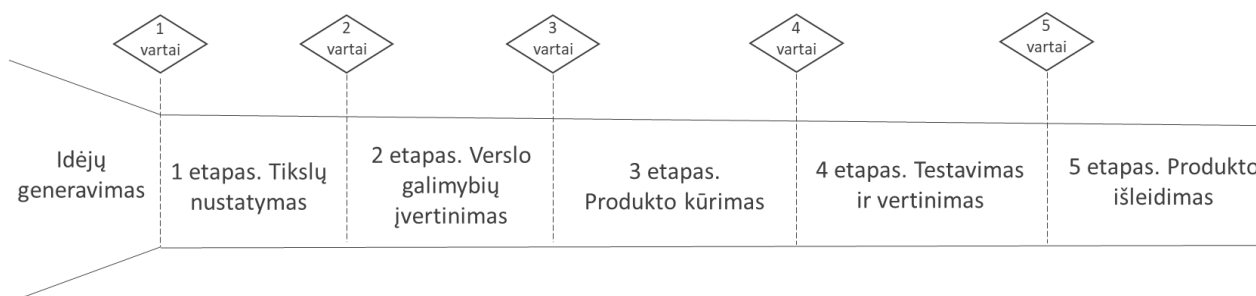 1
vartai
2
vartai
3
vartai
4
vartai
5
vartai
Idėjų
generavimas
1 etapas. Tikslų
nustatymas
2 etapas. Verslo
galimybių
įvertinimas
3 etapas.
Produkto kūrimas
4 etapas. Testavimas
ir vertinimas
5 etapas. Produkto
išleidimas